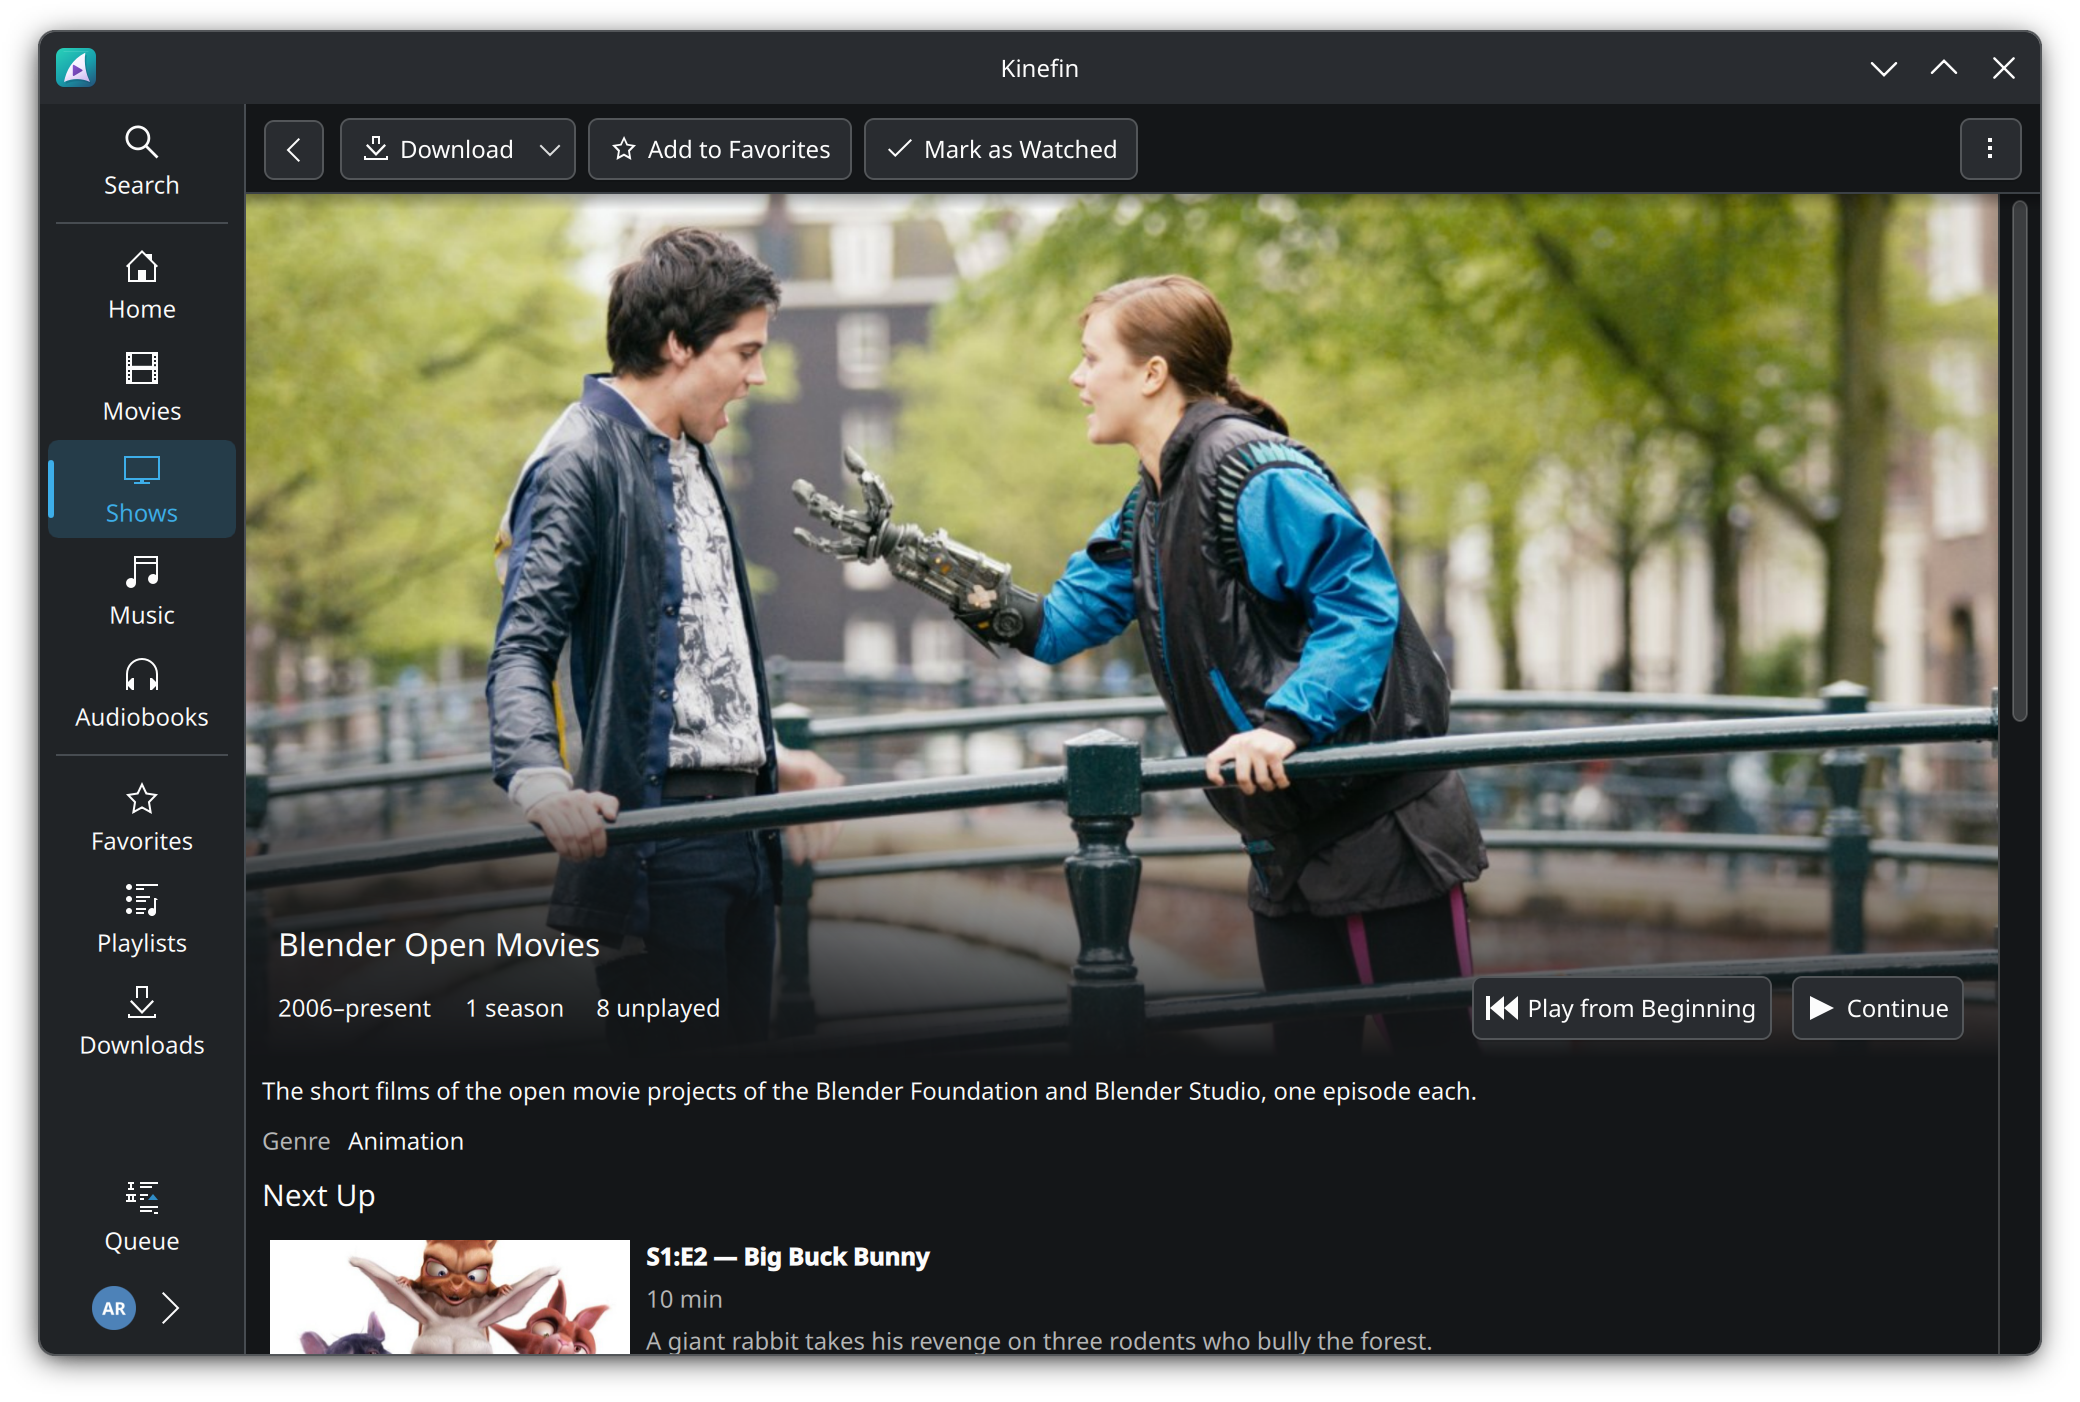 Kinefin
Search
Home
Movies
Shows
Music
Audiobooks
Favorites
Playlists
Downloads
Queue
AR
Download
Add to Favorites
Mark as Watched
Blender Open Movies
2006–present 1 season 8 unplayed
Play from Beginning
Continue
The short films of the open movie projects of the Blender Foundation and Blender Studio, one episode each.
Genre Animation
Next Up
S1:E2 — Big Buck Bunny
10 min
A giant rabbit takes his revenge on three rodents who bully the forest.